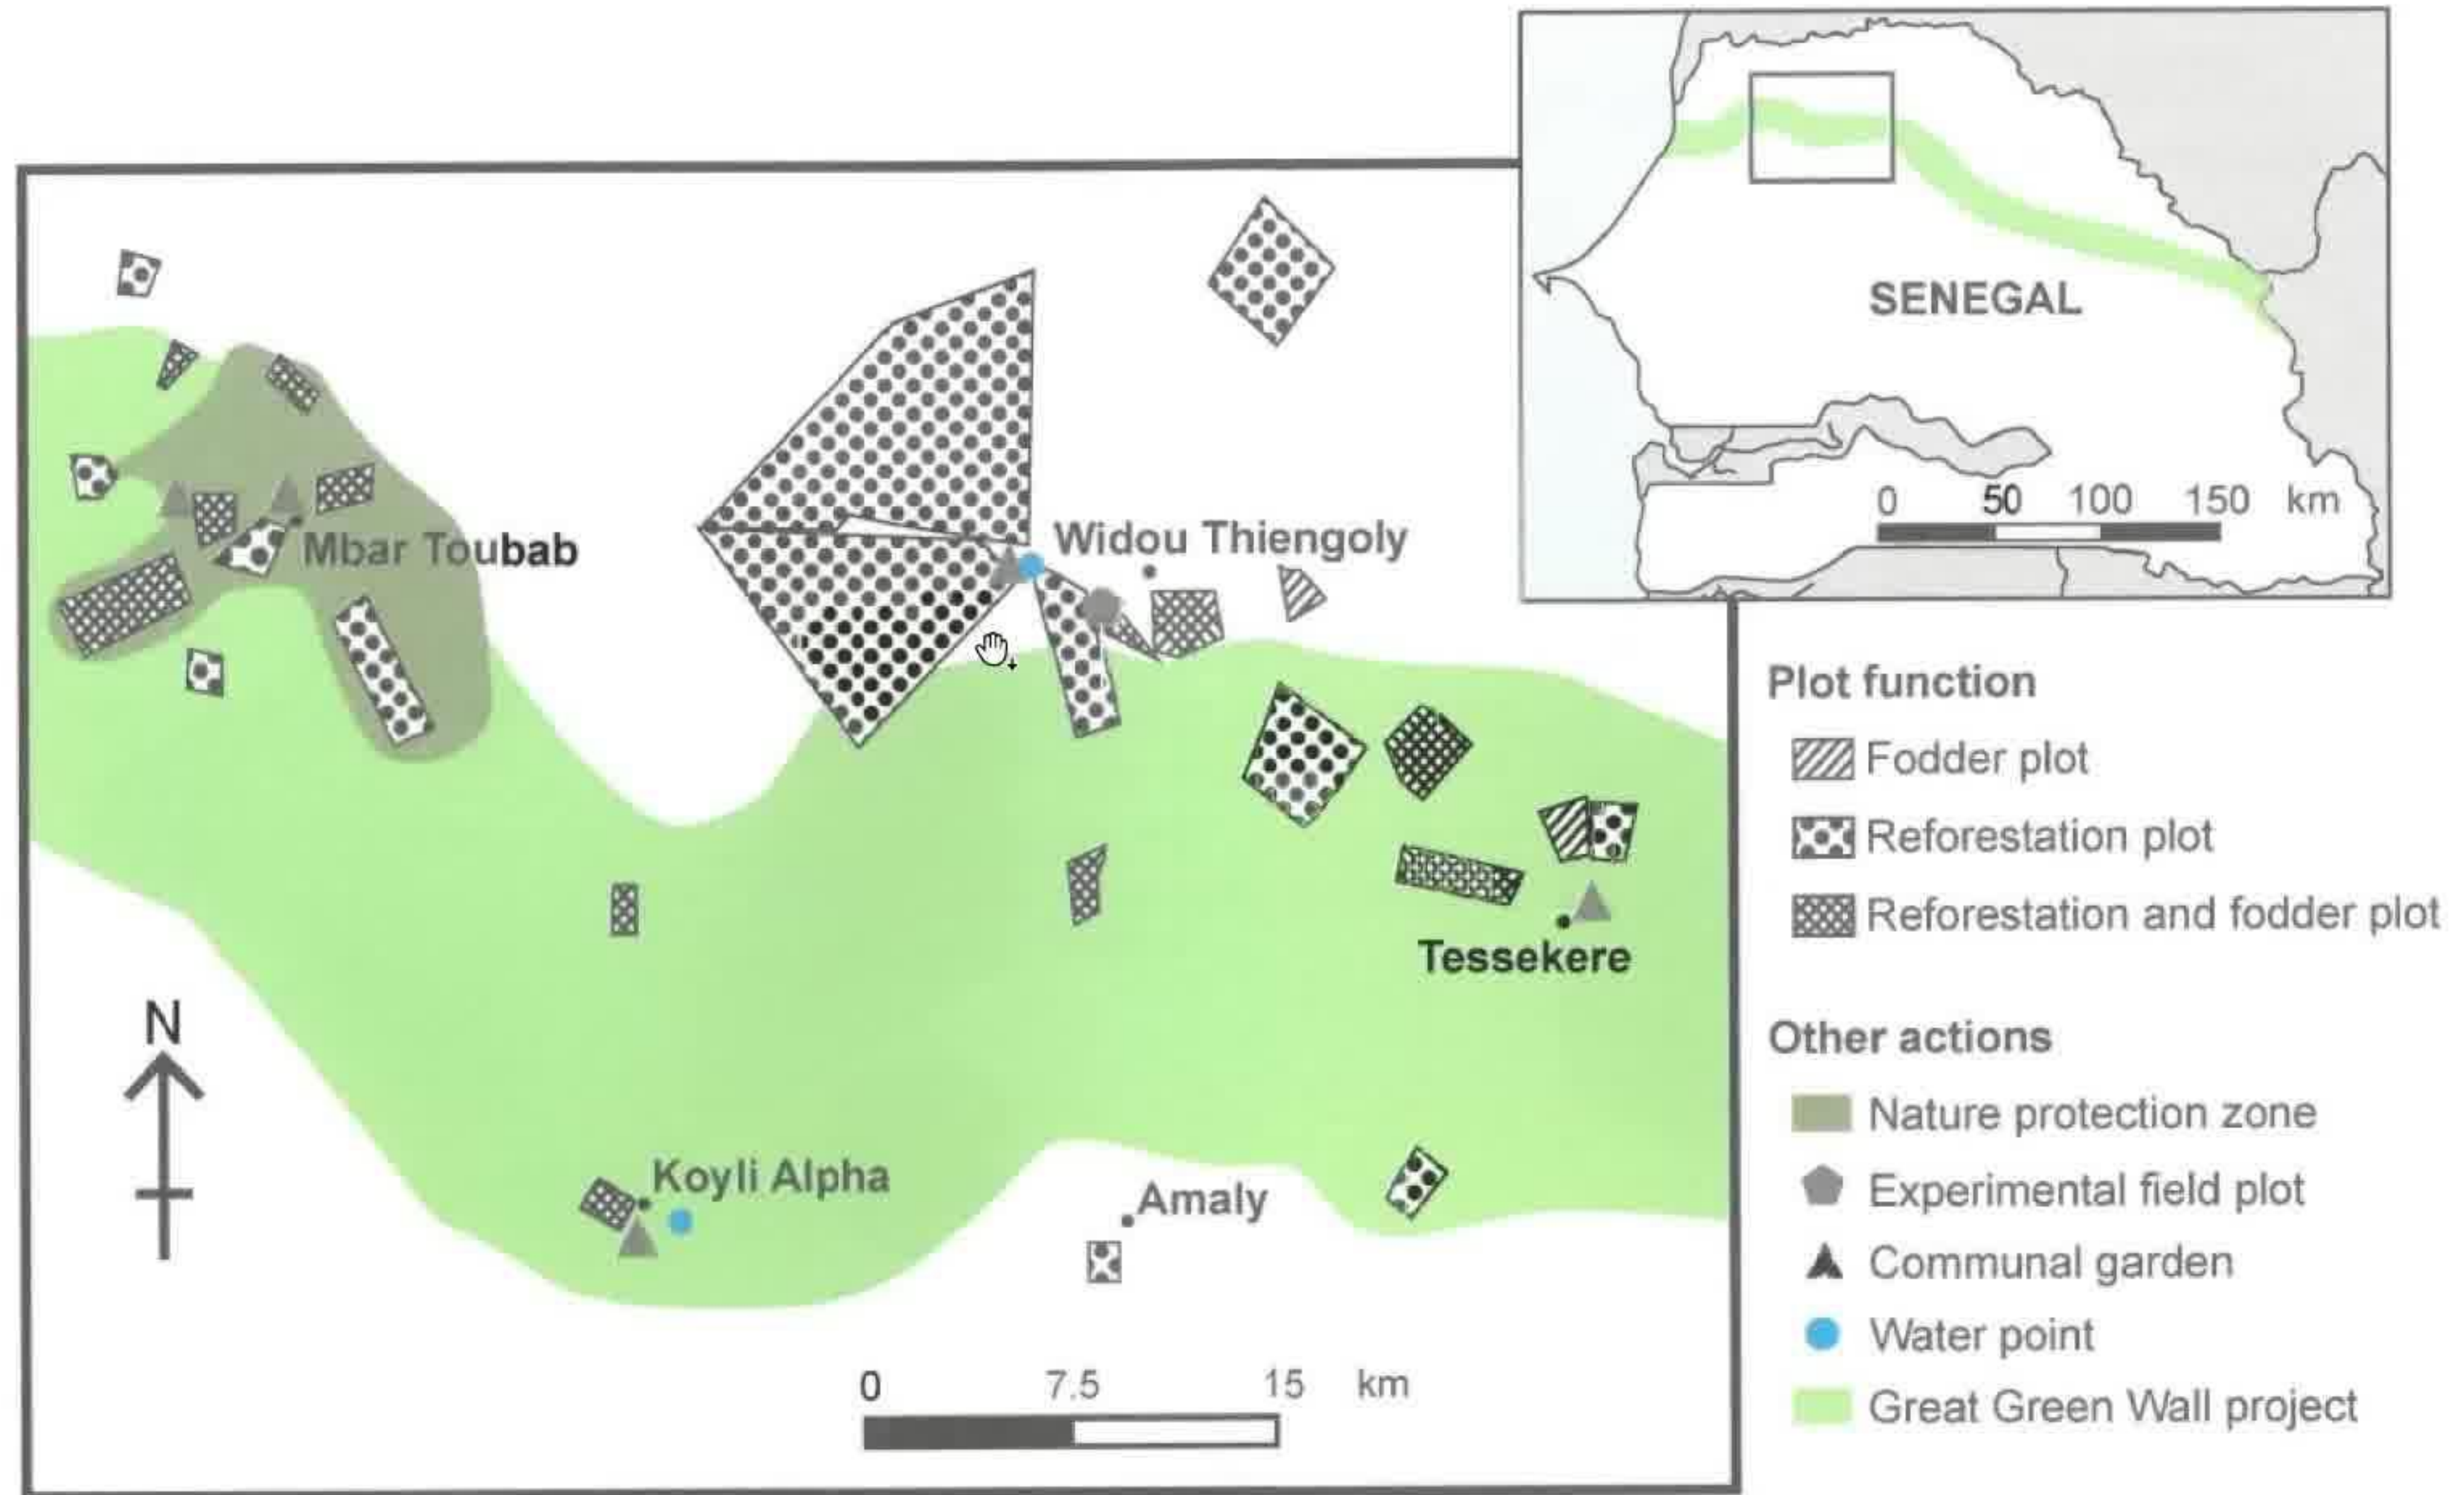 SENEGAL
0 50 100 150 km
Widou Thiengoly
Mbar Toubab
Tessekere
Koyli Alpha
Amaly
N
0 7.5 15 km
Plot function
Fodder plot
Reforestation plot
Reforestation and fodder plot
Other actions
Nature protection zone
Experimental field plot
Communal garden
Water point
Great Green Wall project